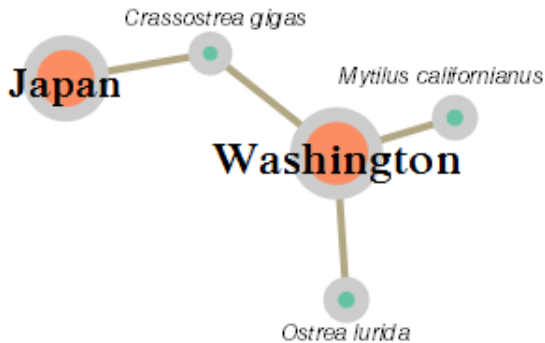 Crassostrea gigas
Japan
Mytilus californianus
Washington
Ostrea lurida